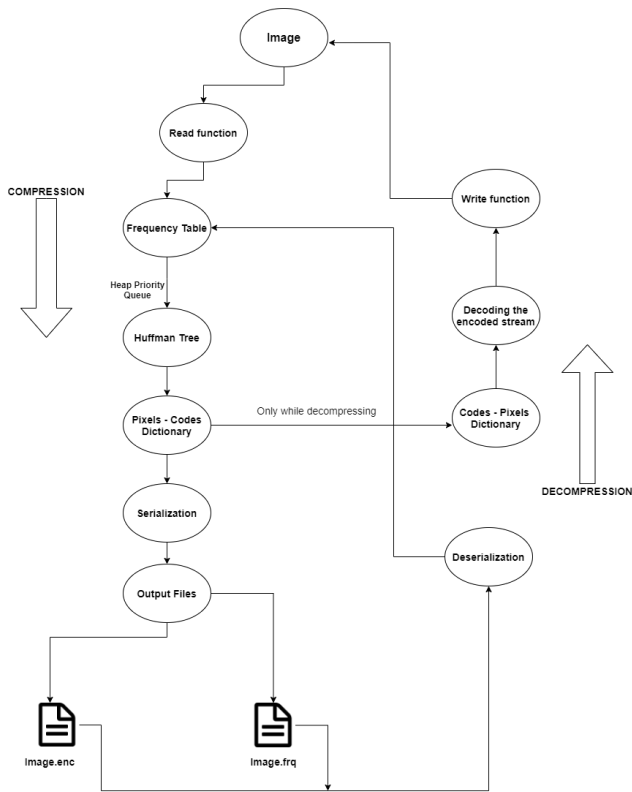 Image
Read function
COMPRESSION
Write function
Frequency Table
Heap Priority
Queue
Decoding the
encoded stream
Huffman Tree
Only while decompressing
Pixels - Codes
Dictionary
Codes - Pixels
Dictionary
DECOMPRESSION
Serialization
Deserialization
Output Files
Image.enc
Image.frq